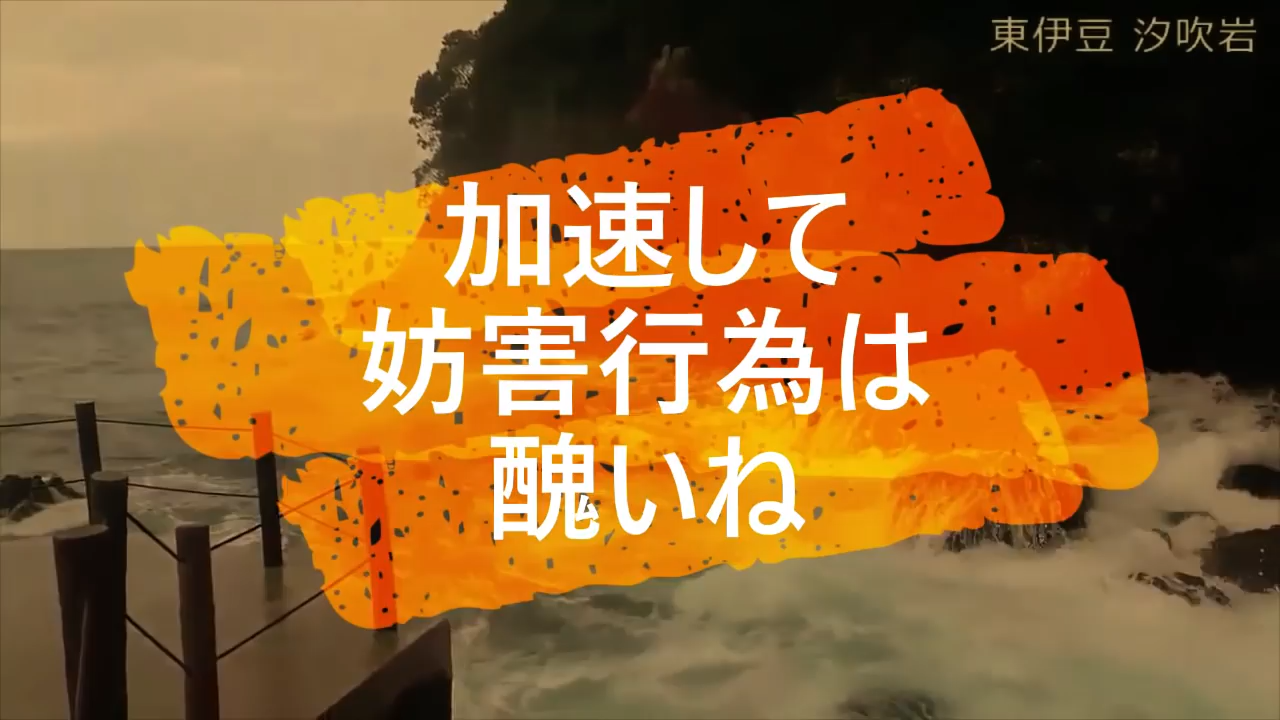 東伊豆 汐吹岩
加速して
妨害行為は
醜いね